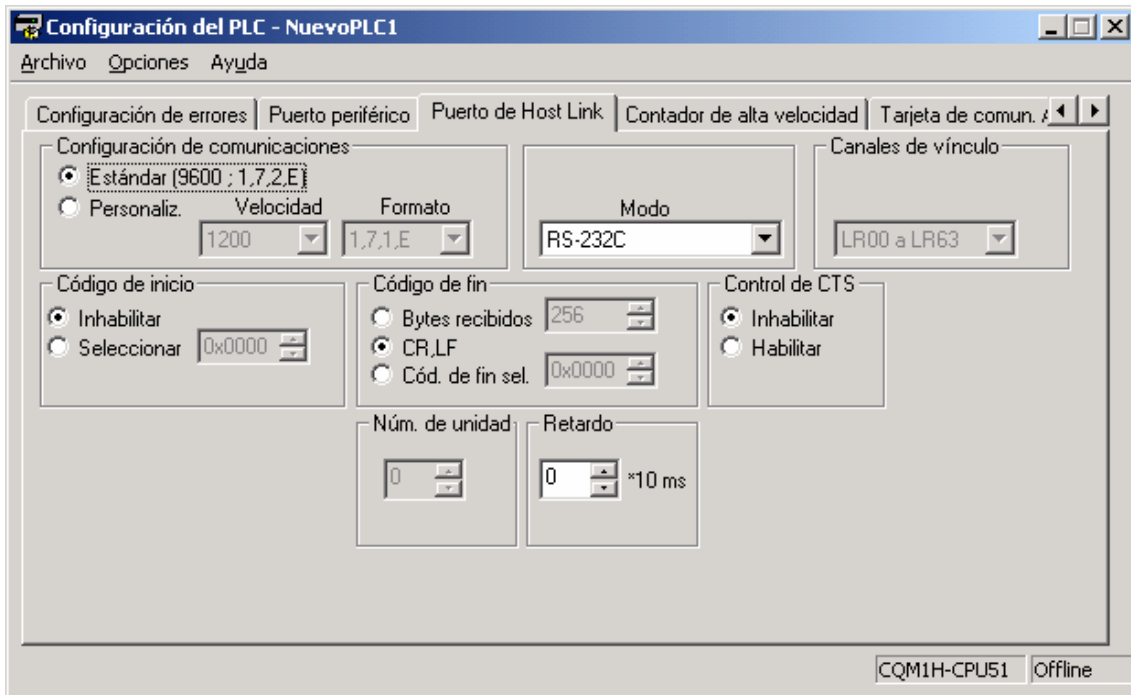 Configuración del PLC - NuevoPLC1
Archivo Opciones Ayuda
Configuración de errores Puerto periférico Puerto de Host Link Contador de alta velocidad Tarjeta de comun. A
Configuración de comunicaciones
Estándar (9600 ; 1,7,2,E)
Personaliz. Velocidad Formato
1200 1,7,1,E
Modo
RS-232C
Canales de vínculo
LR00 a LR63
Código de inicio
Inhabilitar
Seleccionar 0x0000
Código de fin
Bytes recibidos 256
CR,LF
Cód. de fin sel. 0x0000
Control de CTS
Inhabilitar
Habilitar
Núm. de unidad
0
Retardo
0 *10 ms
CQM1H-CPU51 Offline